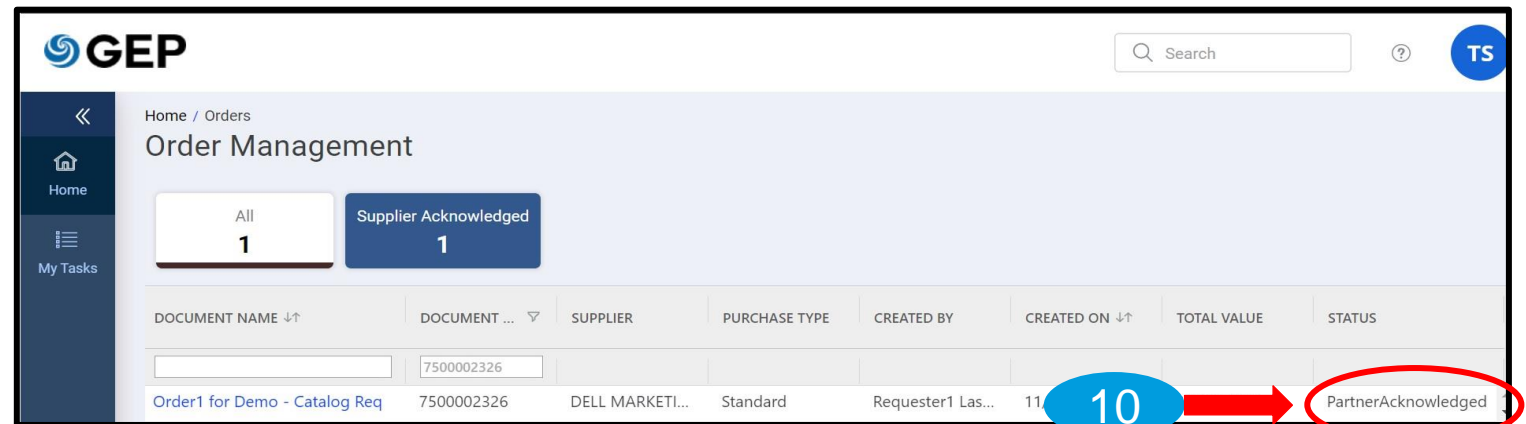 GEP
Search
?
TS
Home / Orders
Order Management
Home
My Tasks
All
1
Supplier Acknowledged
1
DOCUMENT NAME
DOCUMENT ...
SUPPLIER
PURCHASE TYPE
CREATED BY
CREATED ON
TOTAL VALUE
STATUS
7500002326
Order1 for Demo - Catalog Req
7500002326
DELL MARKETI...
Standard
Requester1 Las...
11/
10
PartnerAcknowledged